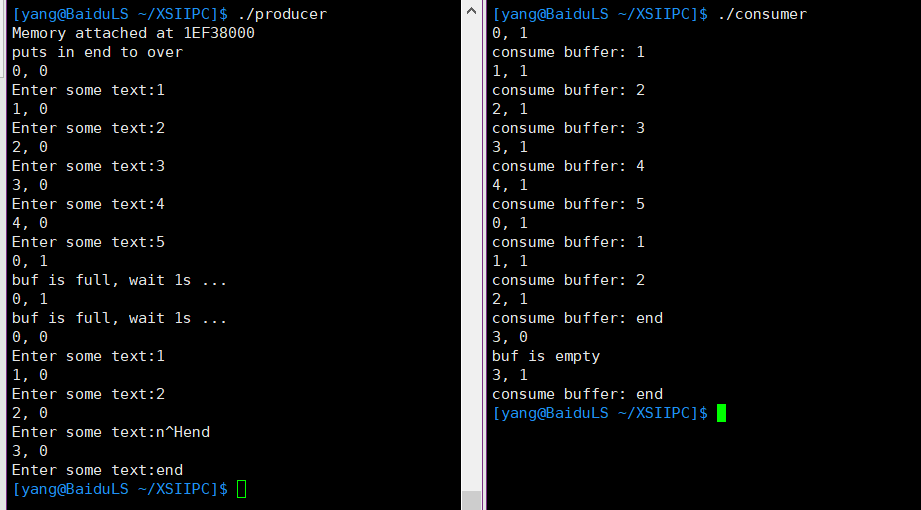 [yang@BaiduLS ~/XSIIPC]$ ./producer
Memory attached at 1EF38000
puts in end to over
0, 0
Enter some text:1
1, 0
Enter some text:2
2, 0
Enter some text:3
3, 0
Enter some text:4
4, 0
Enter some text:5
0, 1
buf is full, wait 1s ...
0, 1
buf is full, wait 1s ...
0, 0
Enter some text:1
1, 0
Enter some text:2
2, 0
Enter some text:n^Hend
3, 0
Enter some text:end
[yang@BaiduLS ~/XSIIPC]$
[yang@BaiduLS ~/XSIIPC]$ ./consumer
0, 1
consume buffer: 1
1, 1
consume buffer: 2
2, 1
consume buffer: 3
3, 1
consume buffer: 4
4, 1
consume buffer: 5
0, 1
consume buffer: 1
1, 1
consume buffer: 2
2, 1
consume buffer: end
3, 0
buf is empty
3, 1
consume buffer: end
[yang@BaiduLS ~/XSIIPC]$